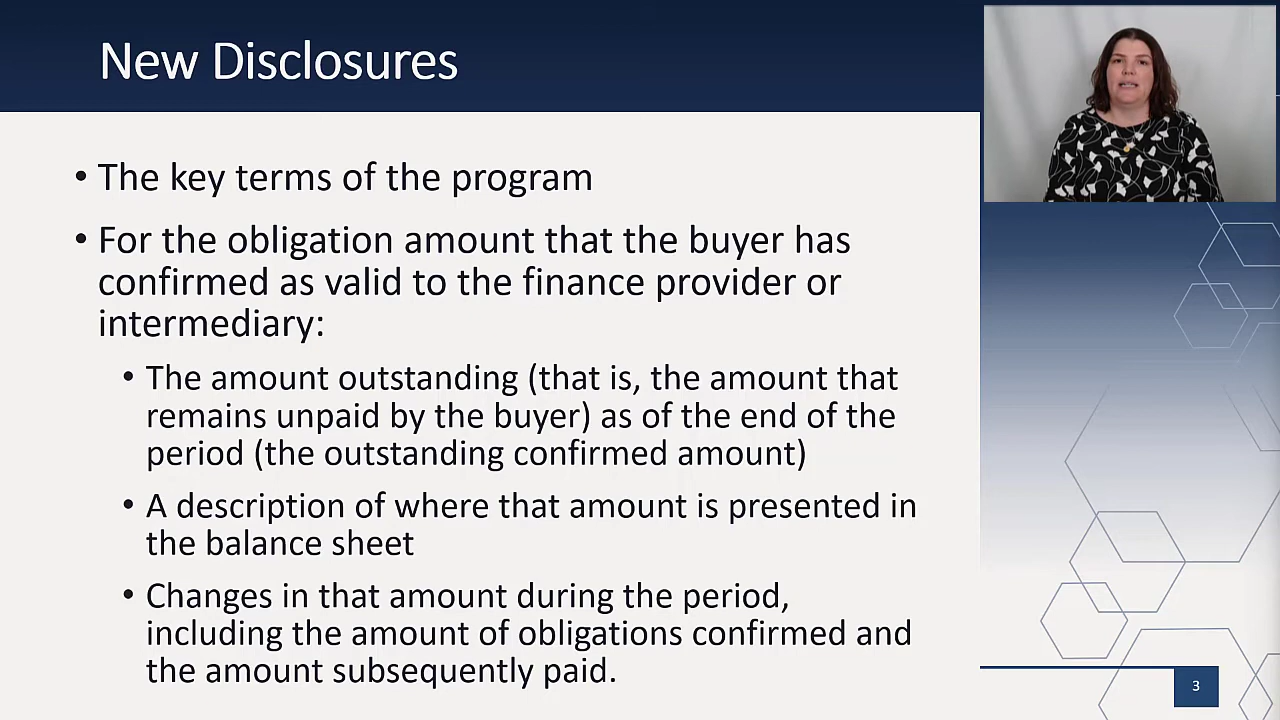 New Disclosures
• The key terms of the program
• For the obligation amount that the buyer has
confirmed as valid to the finance provider or
intermediary:
• The amount outstanding (that is, the amount that
remains unpaid by the buyer) as of the end of the
period (the outstanding confirmed amount)
• A description of where that amount is presented in
the balance sheet
• Changes in that amount during the period,
including the amount of obligations confirmed and
the amount subsequently paid.
3